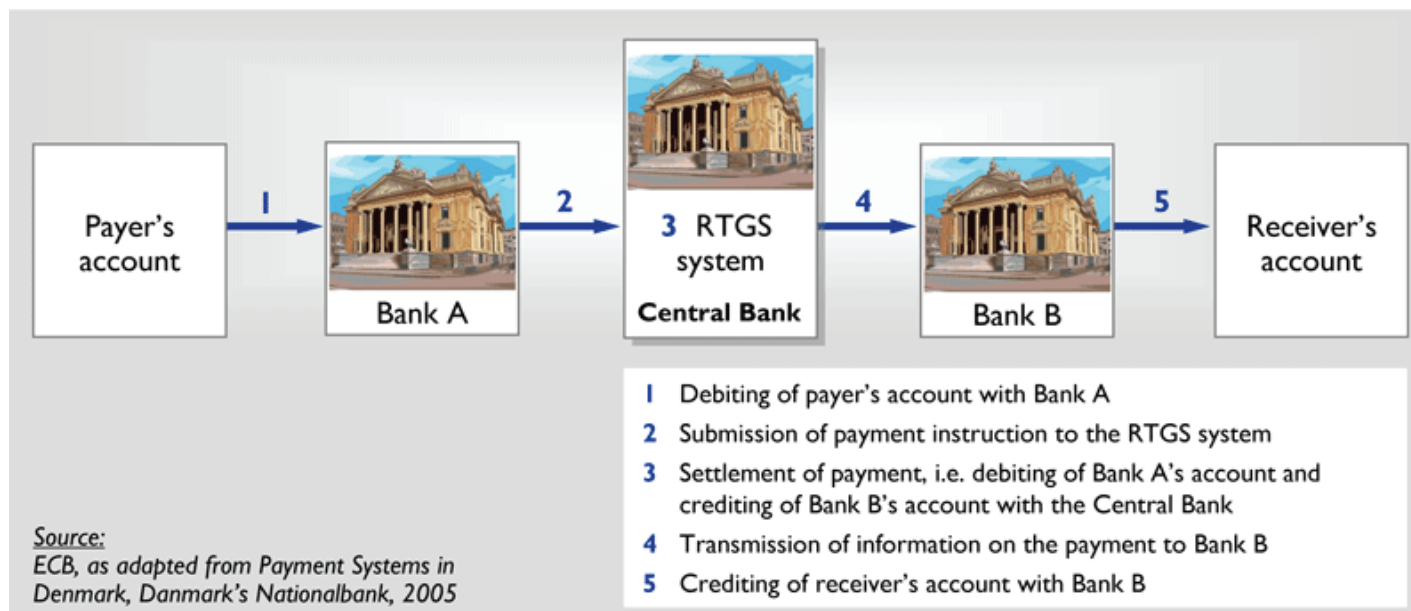 1
2
4
5
Payer's
account
Bank A
3 RTGS
system
Central Bank
Bank B
Receiver's
account
1 Debiting of payer's account with Bank A
2 Submission of payment instruction to the RTGS system
3 Settlement of payment, i.e. debiting of Bank A's account and
crediting of Bank B's account with the Central Bank
4 Transmission of information on the payment to Bank B
5 Crediting of receiver's account with Bank B
Source:
ECB, as adapted from Payment Systems in
Denmark, Danmark's Nationalbank, 2005